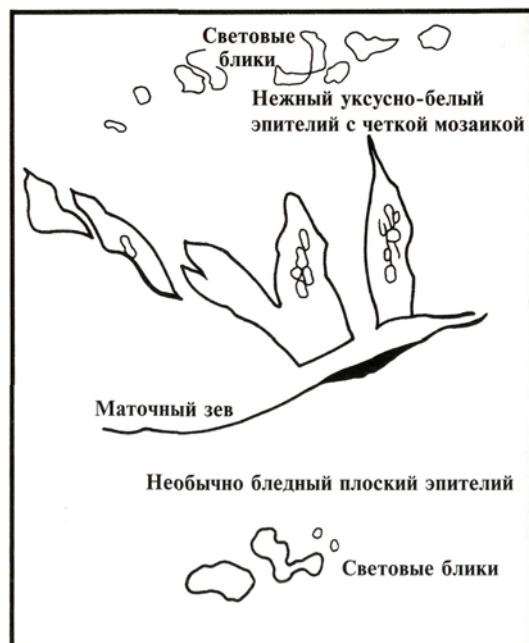 Световые
блики
Нежный уксусно-белый
эпителий с четкой мозаикой
Маточный зев
Необычно бледный плоский эпителий
Световые блики